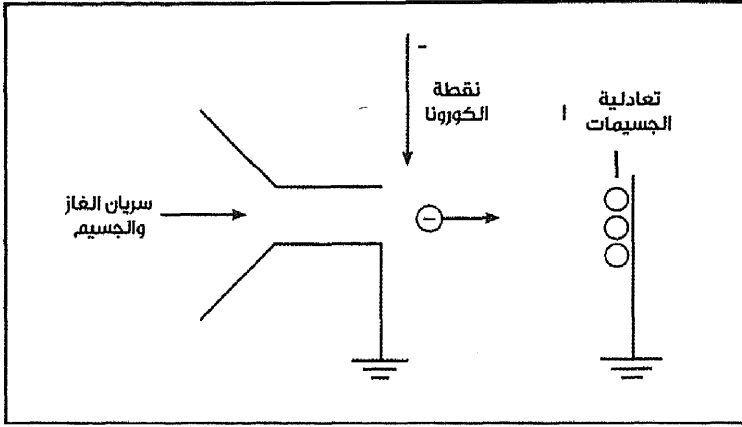 نقطة
الكورونا
-
تعادلية
الجسيمات
سريان الغاز
والجسيم
−